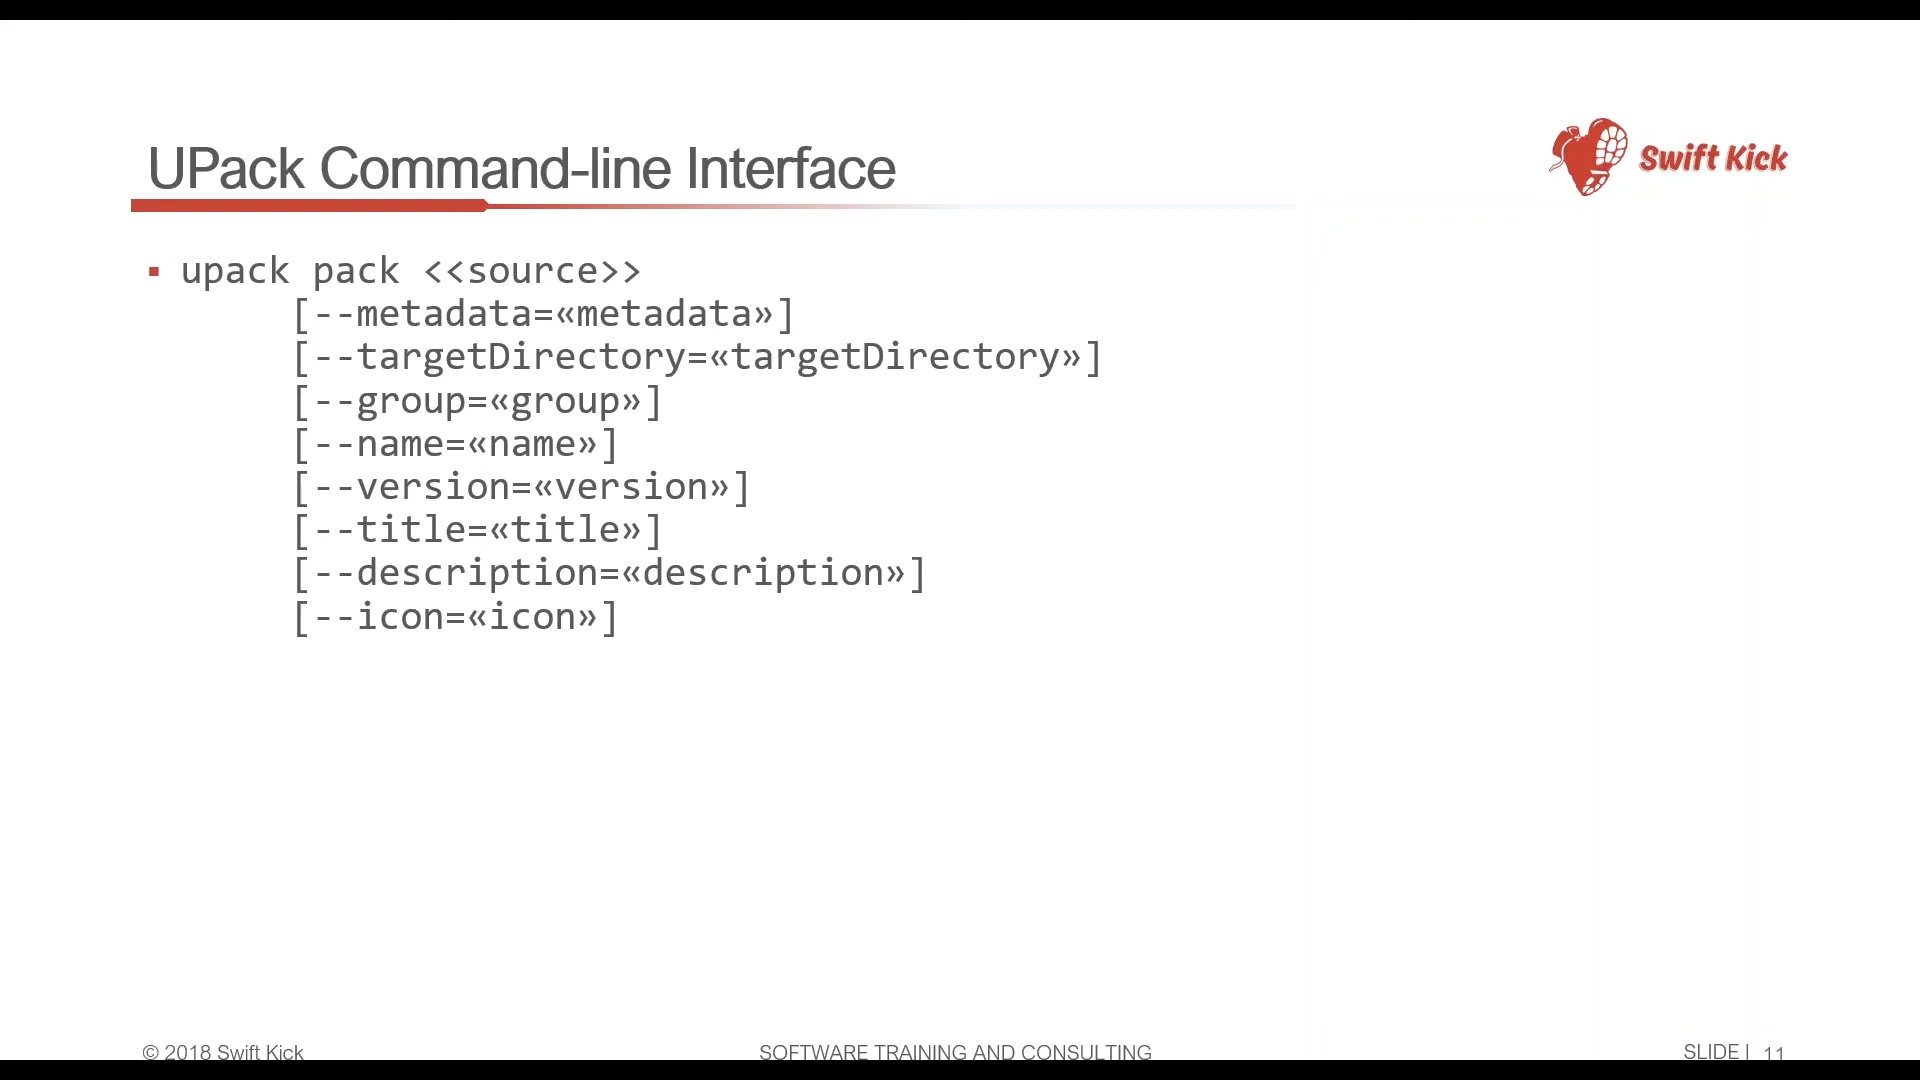 UPack Command-line Interface
Swift Kick
▪ upack pack <<source>>
[--metadata=«metadata»]
[--targetDirectory=«targetDirectory»]
[--group=«group»]
[--name=«name»]
[--version=«version»]
[--title=«title»]
[--description=«description»]
[--icon=«icon»]
© 2018 Swift Kick
SOFTWARE TRAINING AND CONSULTING
SLIDE | 11